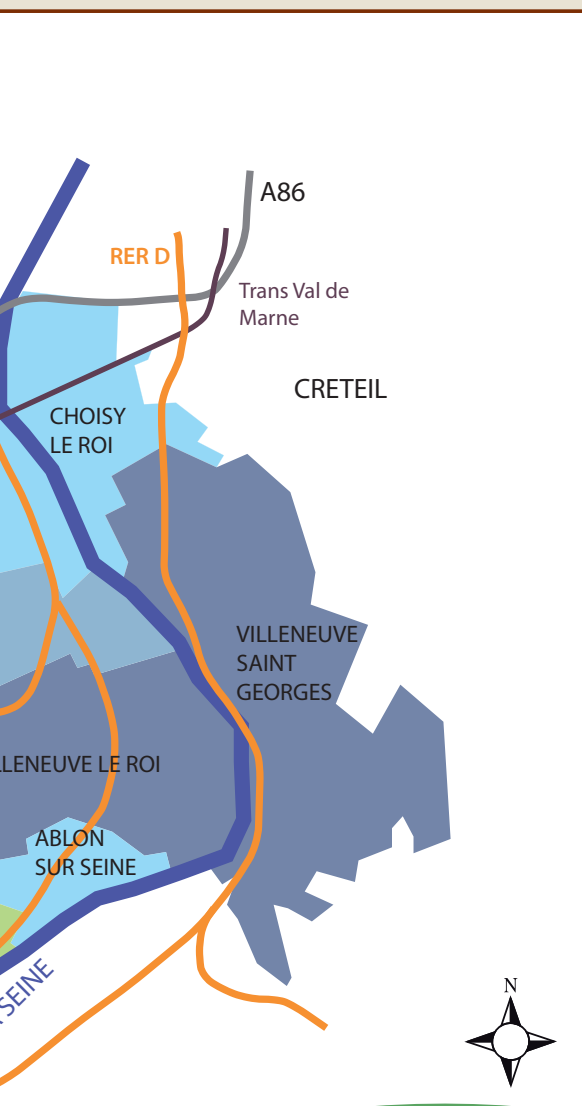 A86
RER D
Trans Val de
Marne
CRETEIL
CHOISY
LE ROI
VILLENEUVE
SAINT
GEORGES
LLENEUVE LE ROI
ABLON
SUR SEINE
SEINE
N